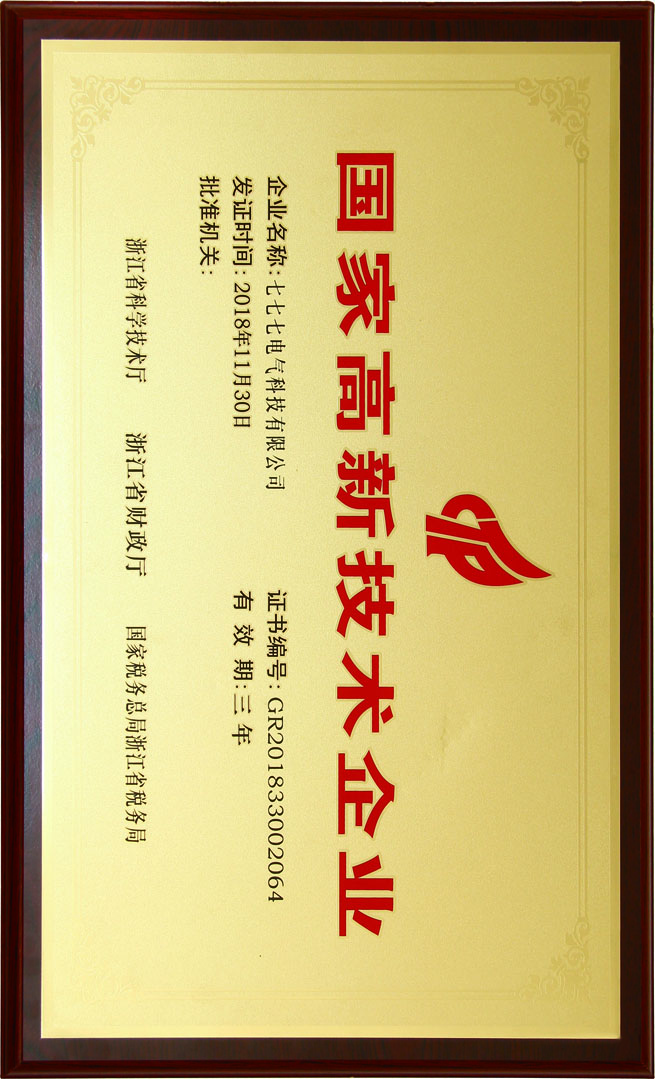 国家高新技术企业
企业名称：七七七电气科技有限公司 证书编号：GR201833002064
发证时间：2018年11月30日 有效期：三年
批准机关：
浙江省科学技术厅 浙江省财政厅 国家税务总局浙江省税务局